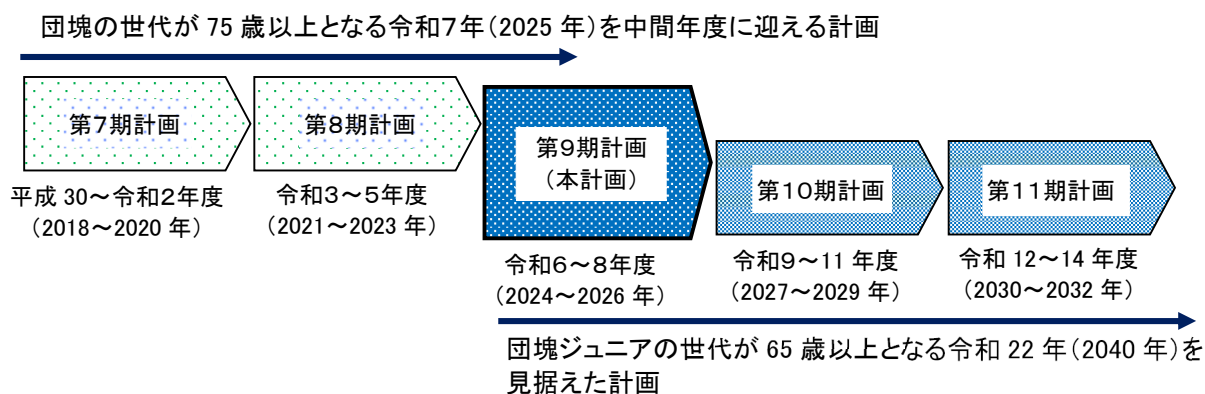 団塊の世代が 75 歳以上となる令和７年（2025 年）を中間年度に迎える計画
第７期計画
第８期計画
第９期計画
（本計画）
第１０期計画
第１１期計画
平成 30～令和２年度
（2018～2020 年）
令和３～５年度
（2021～2023 年）
令和６～８年度
（2024～2026 年）
令和９～11 年度
（2027～2029 年）
令和 12～14 年度
（2030～2032 年）
団塊ジュニアの世代が 65 歳以上となる令和 22 年（2040 年）を
見据えた計画